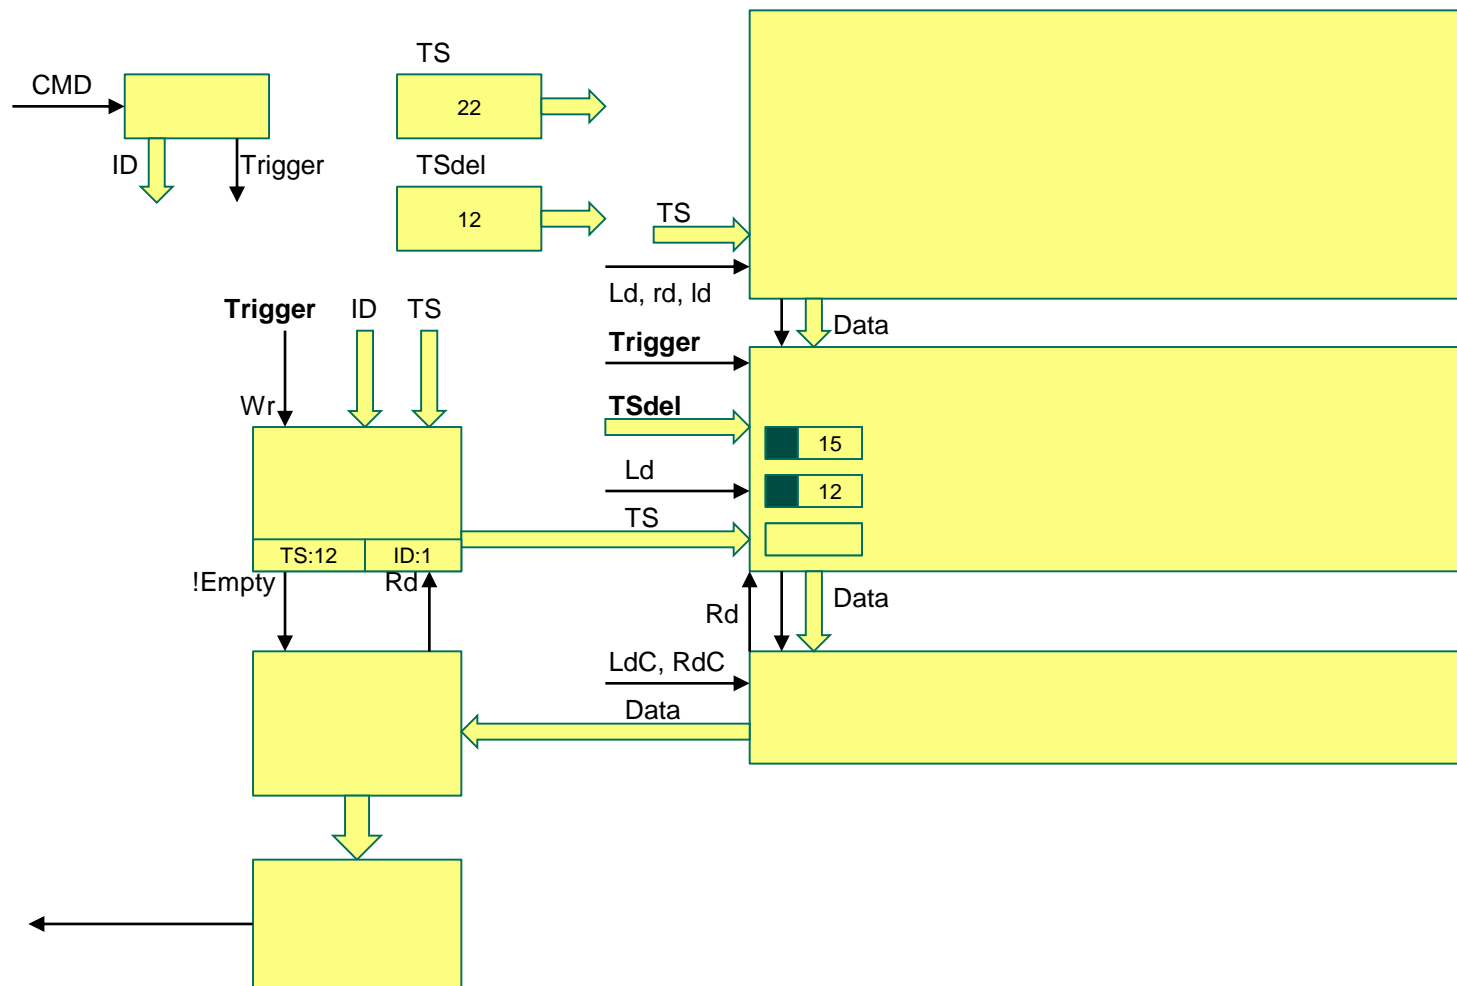 TS
CMD
22
ID
Trigger
TSdel
12
TS
Ld, rd, ld
Trigger
ID
TS
Data
Trigger
Wr
TSdel
15
Ld
12
TS
TS:12
ID:1
!Empty
Rd
Rd
Data
LdC, RdC
Data